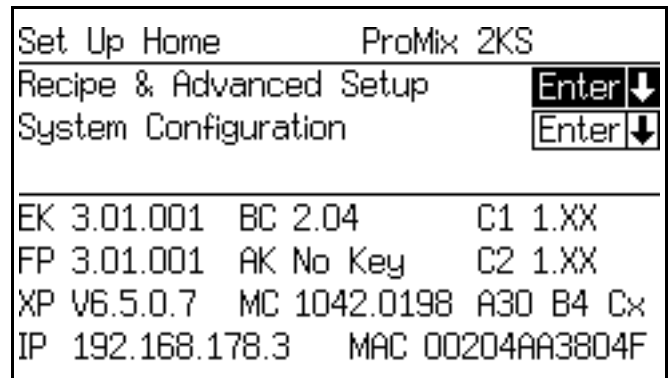 Set Up Home ProMix 2KS
Recipe & Advanced Setup Enter
System Configuration Enter
EK 3.01.001 BC 2.04 C1 1.XX
FP 3.01.001 AK No Key C2 1.XX
XP V6.5.0.7 MC 1042.0198 A30 B4 Cx
IP 192.168.178.3 MAC 00204AA3804F